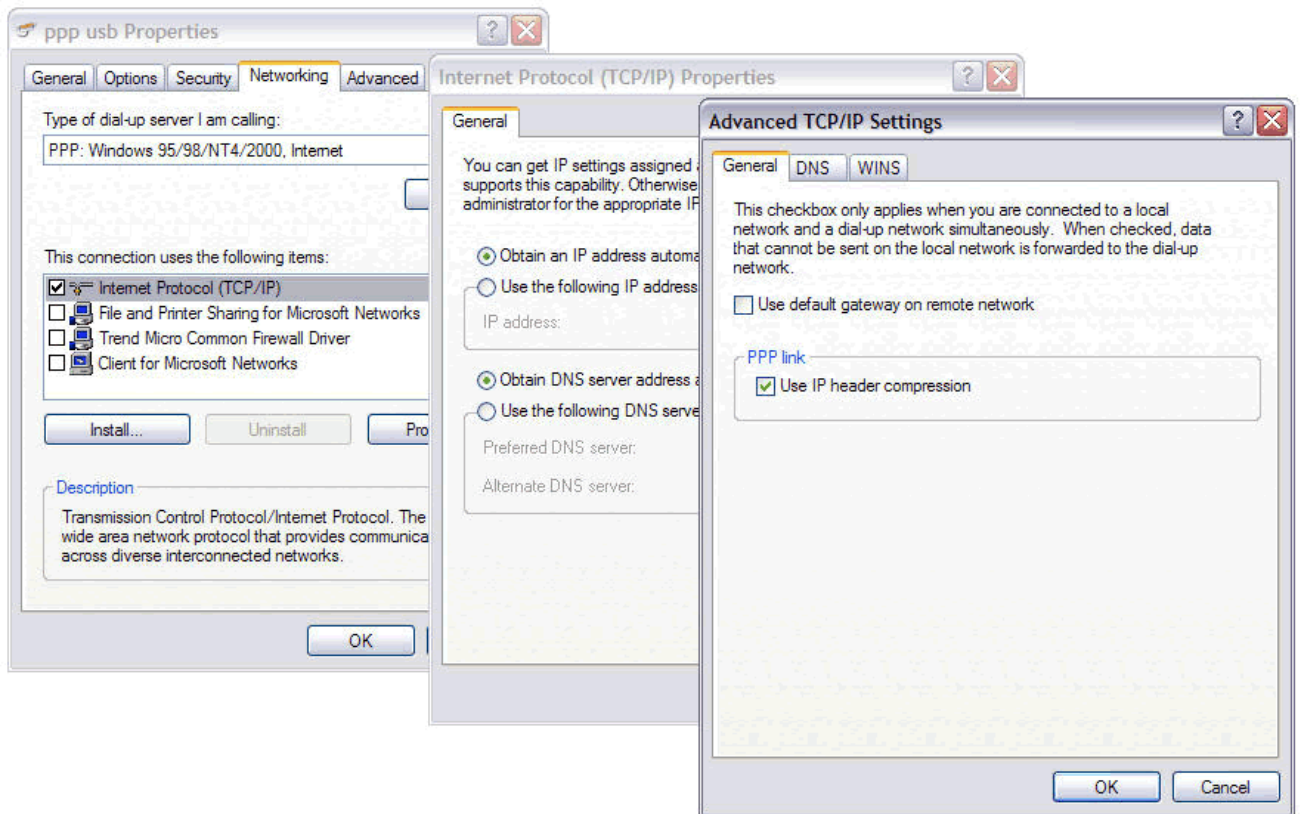 ppp usb Properties
General Options Security Networking Advanced
Type of dial-up server I am calling:
PPP: Windows 95/98/NT4/2000, Internet
This connection uses the following items:
Internet Protocol (TCP/IP)
File and Printer Sharing for Microsoft Networks
Trend Micro Common Firewall Driver
Client for Microsoft Networks
Install... Uninstall Pro
Description
Transmission Control Protocol/Internet Protocol. The
wide area network protocol that provides communica
across diverse interconnected networks.
OK
Internet Protocol (TCP/IP) Properties
General
You can get IP settings assigned
supports this capability. Otherwise
administrator for the appropriate IP
Obtain an IP address automa
Use the following IP address
IP address:
Obtain DNS server address a
Use the following DNS serve
Preferred DNS server:
Alternate DNS server:
Advanced TCP/IP Settings
General DNS WINS
This checkbox only applies when you are connected to a local
network and a dial-up network simultaneously. When checked, data
that cannot be sent on the local network is forwarded to the dial-up
network.
Use default gateway on remote network
PPP link
Use IP header compression
OK Cancel